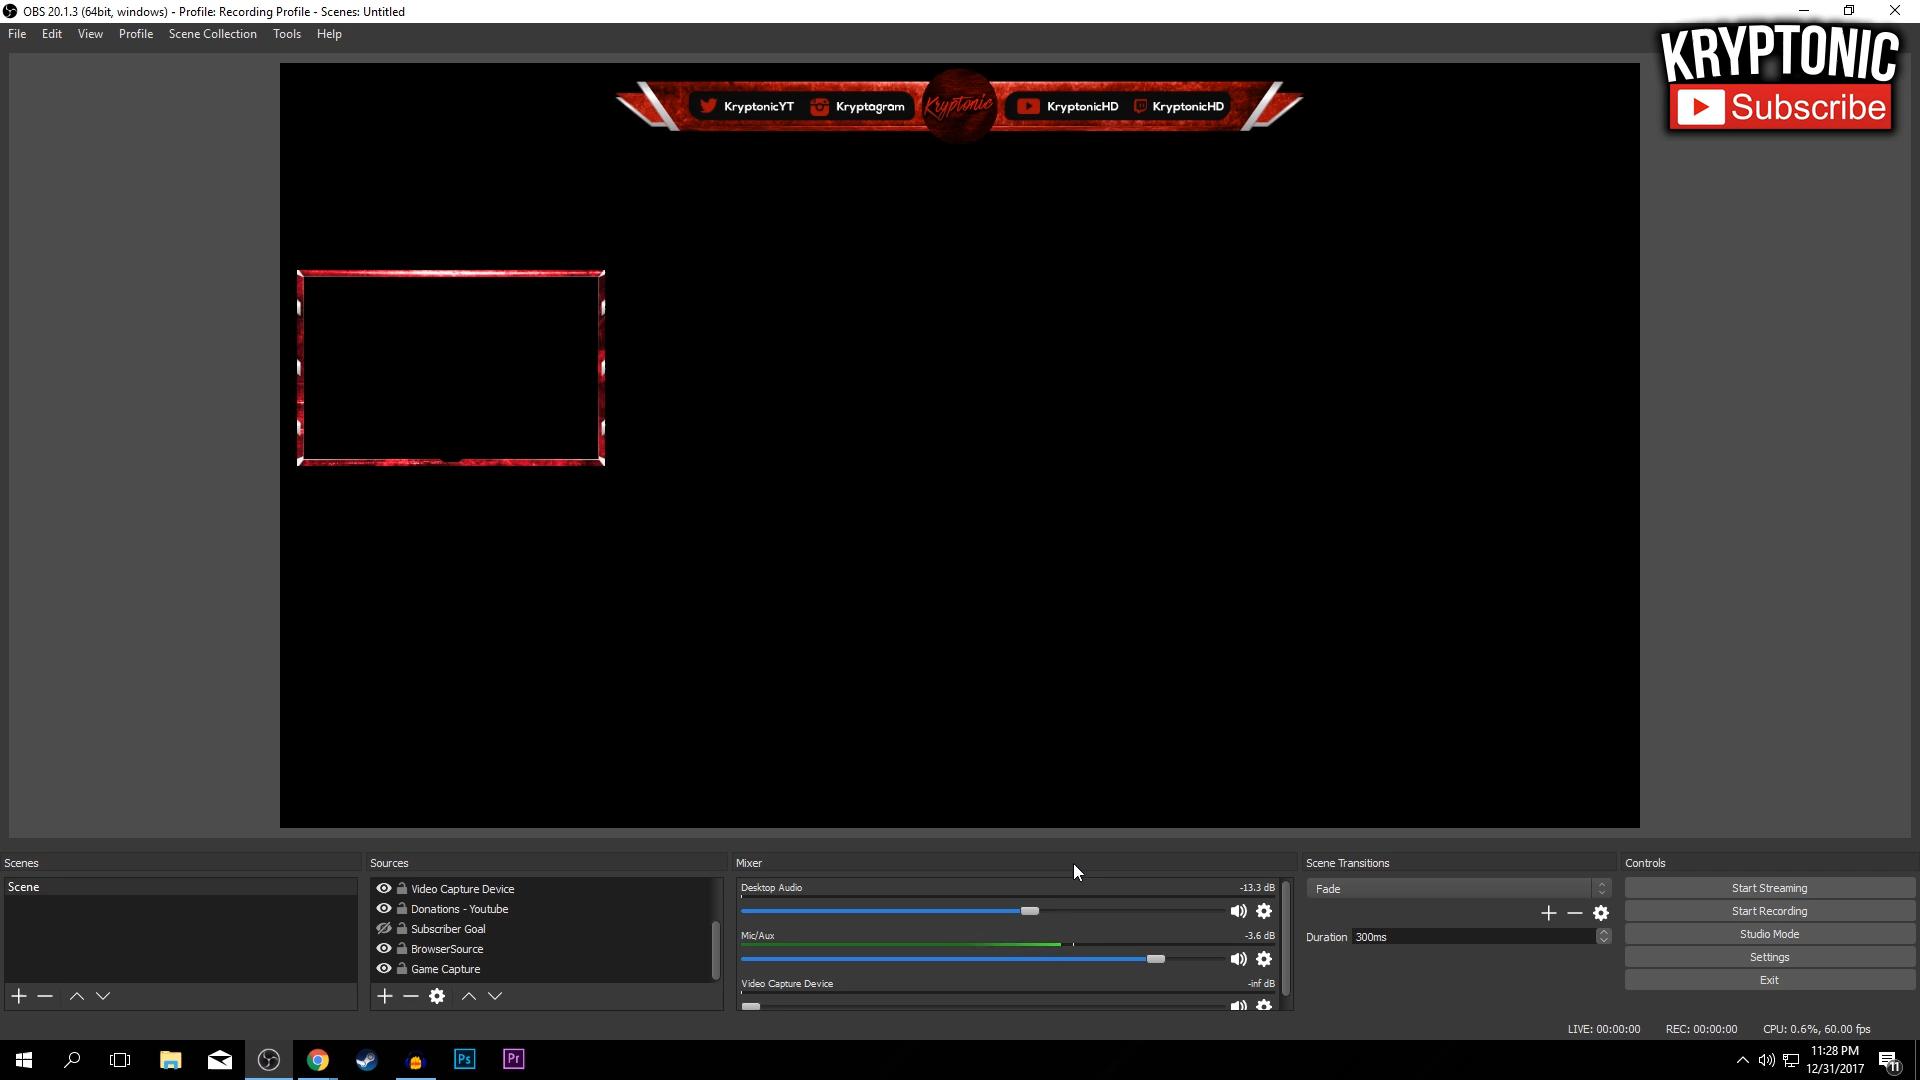 OBS 20.1.3 (64bit, windows) - Profile: Recording Profile - Scenes: Untitled
File Edit View Profile Scene Collection Tools Help
KRYPTONIC
Subscribe
KryptonicYT Kryptagram Kryptonic KryptonicHD KryptonicHD
Scenes
Scene
Sources
Video Capture Device
Donations - Youtube
Subscriber Goal
BrowserSource
Game Capture
Mixer
Desktop Audio -13.3 dB
Mic/Aux -3.6 dB
Video Capture Device -inf dB
Scene Transitions
Fade
Duration 300ms
Controls
Start Streaming
Start Recording
Studio Mode
Settings
Exit
LIVE: 00:00:00 REC: 00:00:00 CPU: 0.6%, 60.00 fps
Ps Pr
11:28 PM
12/31/2017
11